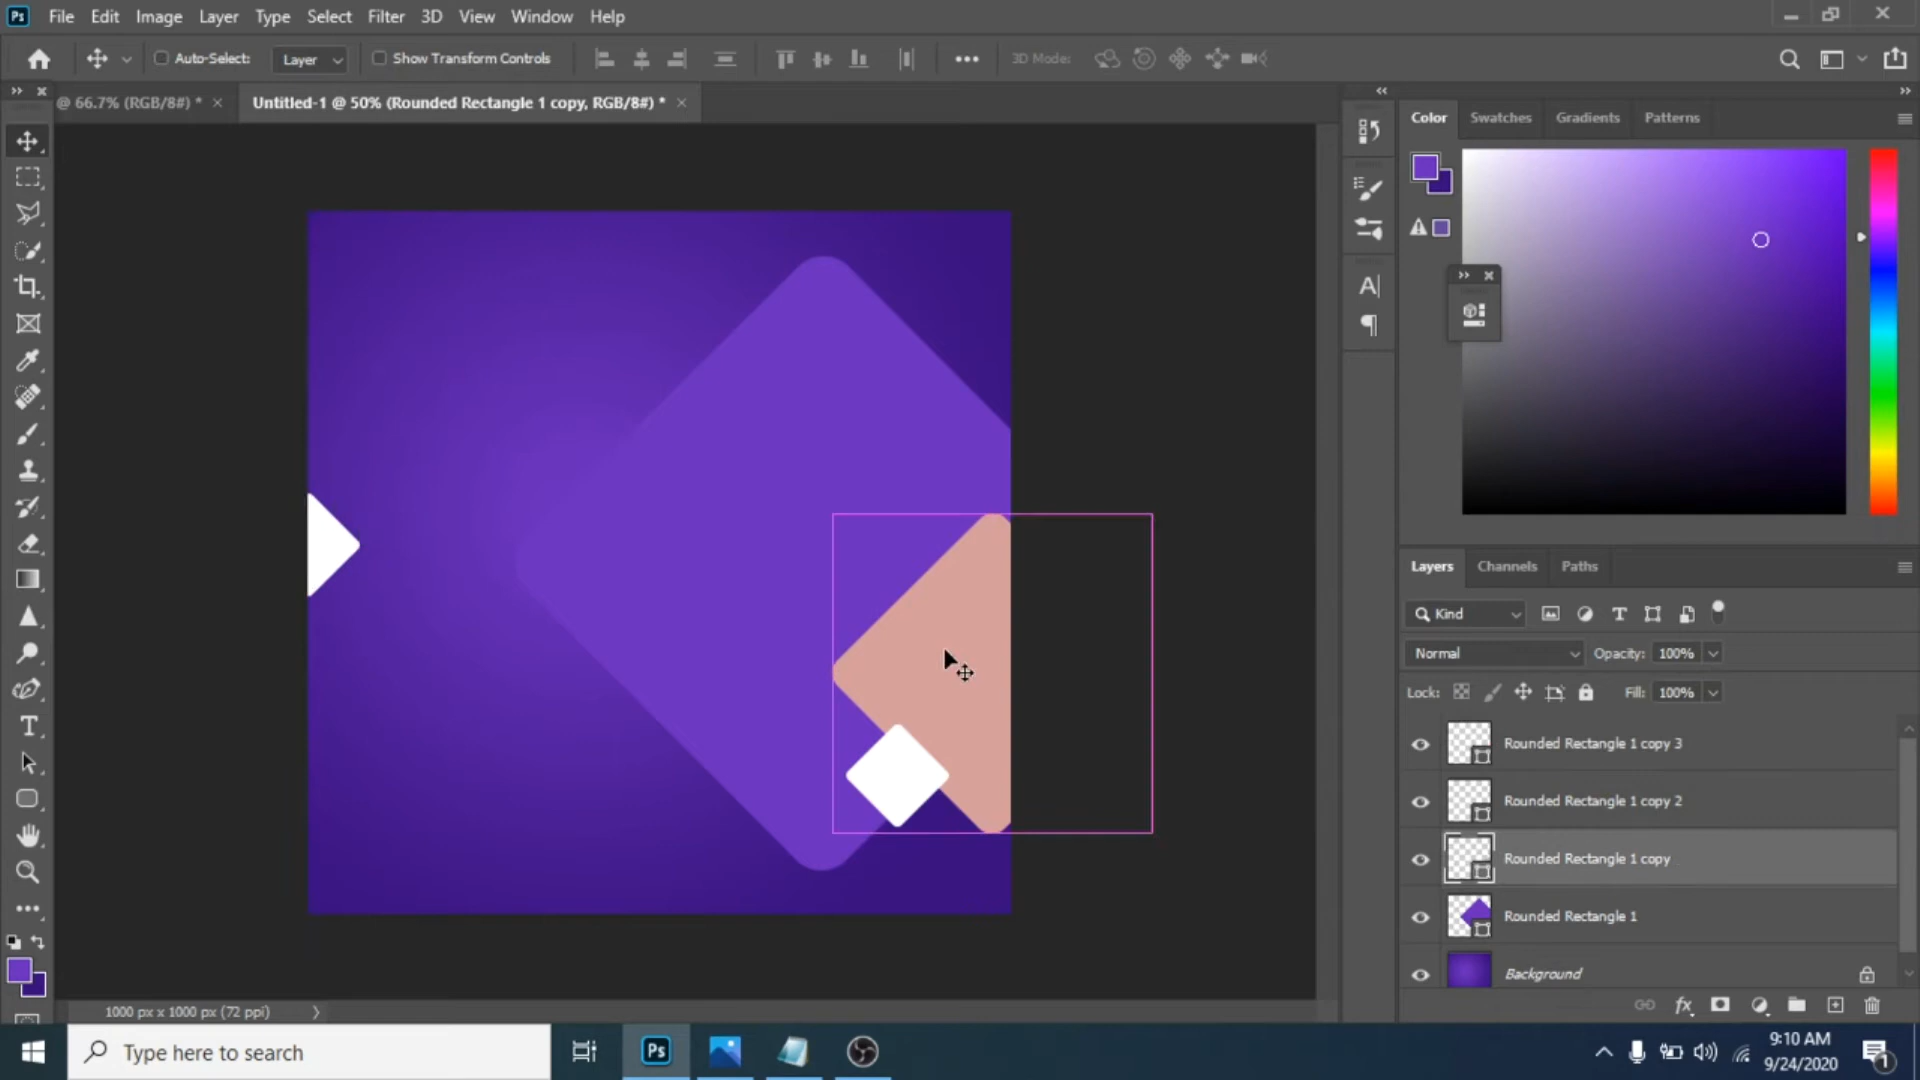 Ps File Edit Image Layer Type Select Filter 3D View Window Help
Auto-Select: Layer Show Transform Controls 3D Mode:
@ 66.7% (RGB/8#) * × Untitled-1 @ 50% (Rounded Rectangle 1 copy, RGB/8#) * ×
Color Swatches Gradients Patterns
Layers Channels Paths
Kind
Normal Opacity: 100%
Lock: Fill: 100%
Rounded Rectangle 1 copy 3
Rounded Rectangle 1 copy 2
Rounded Rectangle 1 copy
Rounded Rectangle 1
Background
1000 px x 1000 px (72 ppi)
Type here to search
Ps
9:10 AM
9/24/2020
1